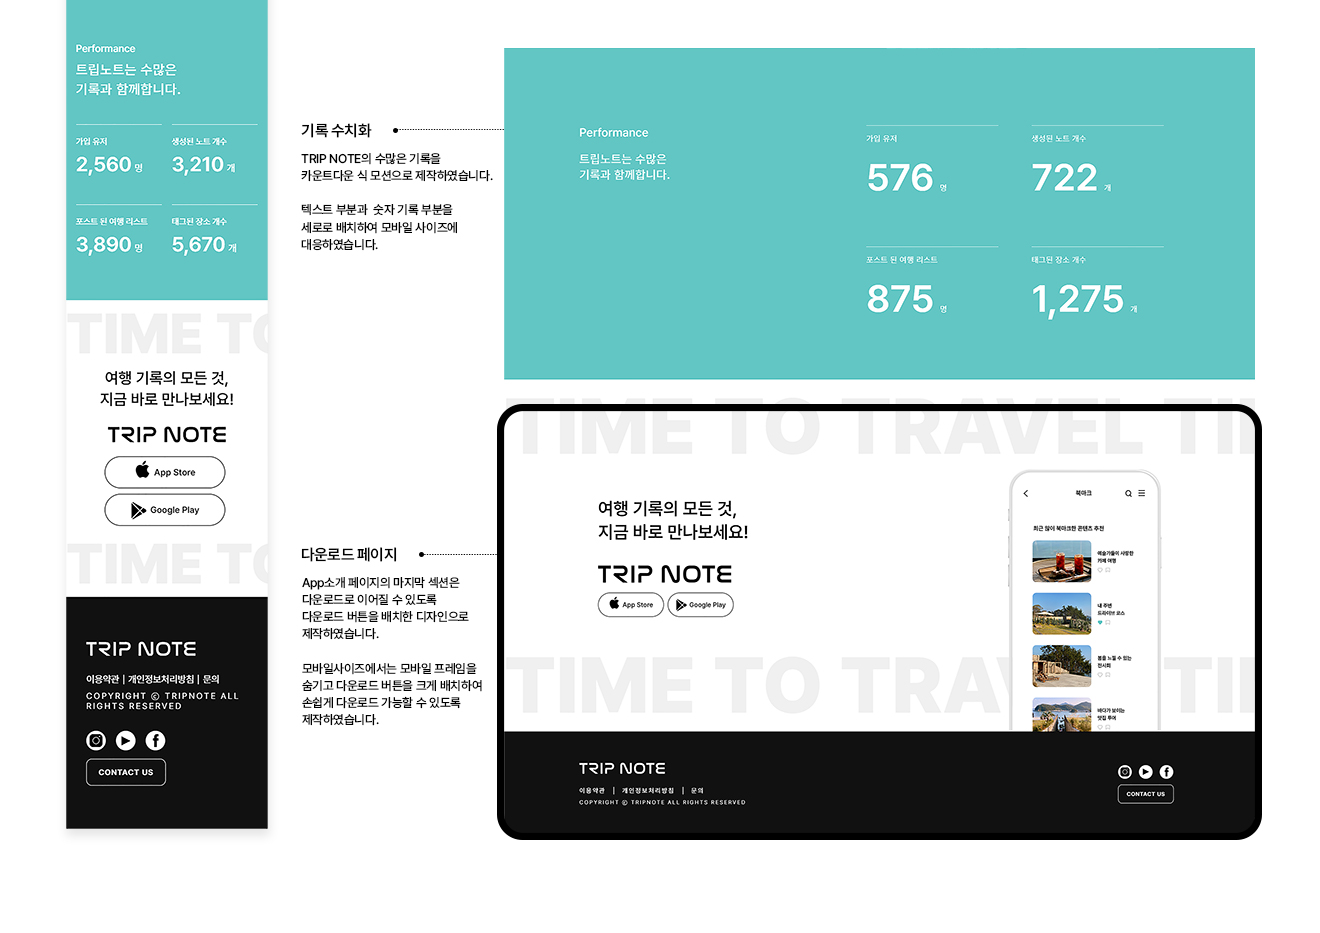 Performance
트립노트는 수많은
기록과 함께합니다.
가입 유저
2,560 명
생성된 노트 개수
3,210 개
포스트 된 여행 리스트
3,890 명
태그된 장소 개수
5,670 개
TIME TO
여행 기록의 모든 것,
지금 바로 만나보세요!
TRIP NOTE
App Store
Google Play
TIME TO
TRIP NOTE
이용약관 | 개인정보처리방침 | 문의
COPYRIGHT ⓒ TRIPNOTE ALL
RIGHTS RESERVED
CONTACT US
기록 수치화
TRIP NOTE의 수많은 기록을
카운트다운 식 모션으로 제작하였습니다.
텍스트 부분과 숫자 기록 부분을
세로로 배치하여 모바일 사이즈에
대응하였습니다.
다운로드 페이지
App소개 페이지의 마지막 섹션은
다운로드로 이어질 수 있도록
다운로드 버튼을 배치한 디자인으로
제작하였습니다.
모바일사이즈에서는 모바일 프레임을
숨기고 다운로드 버튼을 크게 배치하여
손쉽게 다운로드 가능할 수 있도록
제작하였습니다.
Performance
트립노트는 수많은
기록과 함께합니다.
가입 유저
576 명
생성된 노트 개수
722 개
포스트 된 여행 리스트
875 명
태그된 장소 개수
1,275 개
TIME TO TRAVEL TI
여행 기록의 모든 것,
지금 바로 만나보세요!
TRIP NOTE
App Store
Google Play
북마크
최근 많이 북마크한 콘텐츠 추천
예술가들이 사랑한
카페 여행
내 주변
드라이브 코스
봄을 느낄 수 있는
전시회
바다가 보이는
맛집 투어
TIME TO TRAV TI
TRIP NOTE
이용약관 | 개인정보처리방침 | 문의
COPYRIGHT ⓒ TRIPNOTE ALL RIGHTS RESERVED
CONTACT US